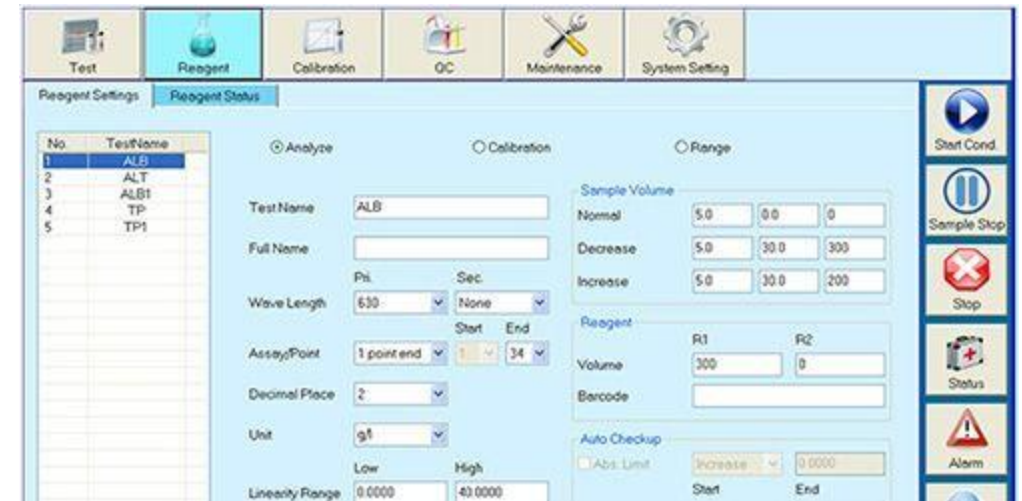 Test Reagent Calibration QC Maintenance System Setting
Reagent Settings Reagent Status
Start Cond.
Sample Stop
Stop
Status
Alarm
No. TestName
1 ALB
2 ALT
3 ALB1
4 TP
5 TP1
Analyze Calibration Range
Test Name ALB
Full Name
Pri. Sec.
Wave Length 630 None
Start End
Assay/Point 1 point end 1 34
Decimal Place 2
Unit g/l
Low High
Linearity Range 0.0000 40.0000
Sample Volume
Normal 5.0 0.0 0
Decrease 5.0 30.0 300
Increase 5.0 30.0 200
Reagent
R1 R2
Volume 300 0
Barcode
Auto Checkup
Abs. Limit Increase 0.0000
Start End